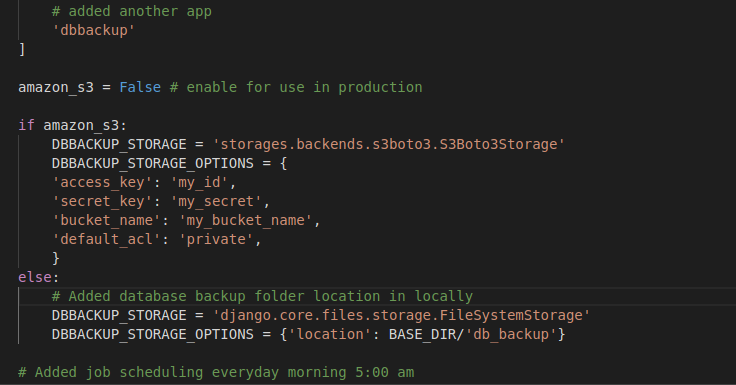 # added another app
'dbbackup'
]
amazon_s3 = False # enable for use in production
if amazon_s3:
DBBACKUP_STORAGE = 'storages.backends.s3boto3.S3Boto3Storage'
DBBACKUP_STORAGE_OPTIONS = {
'access_key': 'my_id',
'secret_key': 'my_secret',
'bucket_name': 'my_bucket_name',
'default_acl': 'private',
}
else:
# Added database backup folder location in locally
DBBACKUP_STORAGE = 'django.core.files.storage.FileSystemStorage'
DBBACKUP_STORAGE_OPTIONS = {'location': BASE_DIR/'db_backup'}
# Added job scheduling everyday morning 5:00 am